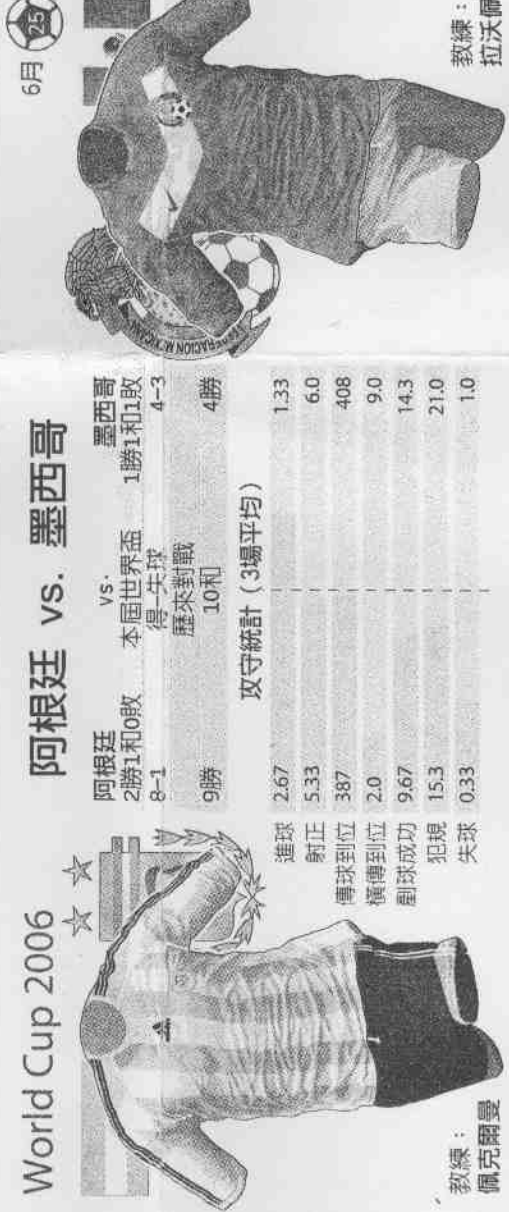 World Cup 2006
阿根廷 vs. 墨西哥
6月 25
阿根廷 vs. 墨西哥
2勝1和0敗 本屆世界盃 1勝1和1敗
8–1 得–失球 4–3
歷來對戰
9勝 10和 4勝
攻守統計（3場平均）
進球 2.67 1.33
射正 5.33 6.0
傳球到位 387 408
橫傳到位 2.0 9.0
剷球成功 9.67 14.3
犯規 15.3 21.0
失球 0.33 1.0
教練：
佩克爾曼
教練：
拉沃佩
adidas